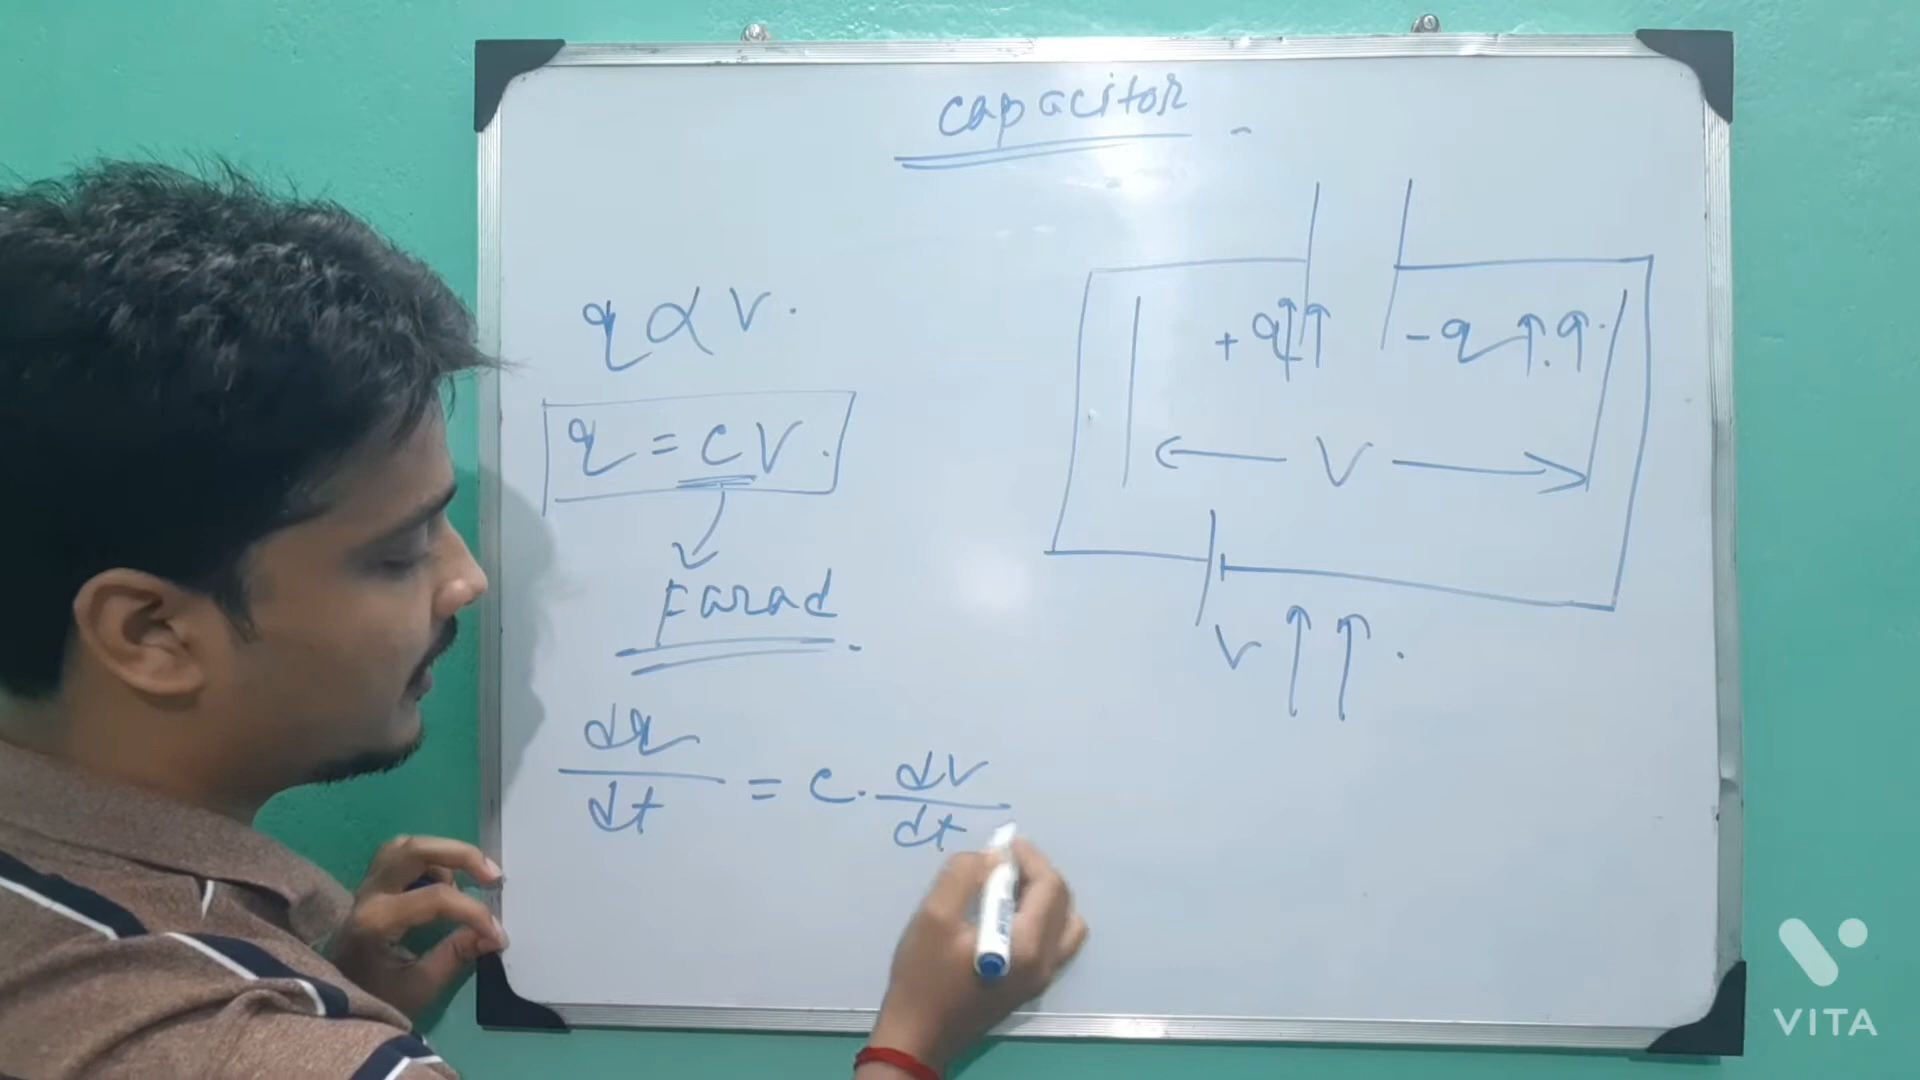 capacitor
q ∝ V.
q = cV.
Farad
dq/dt = c. dV/dt
+q↑↑ -q↑↑.
V
V↑↑.
VITA